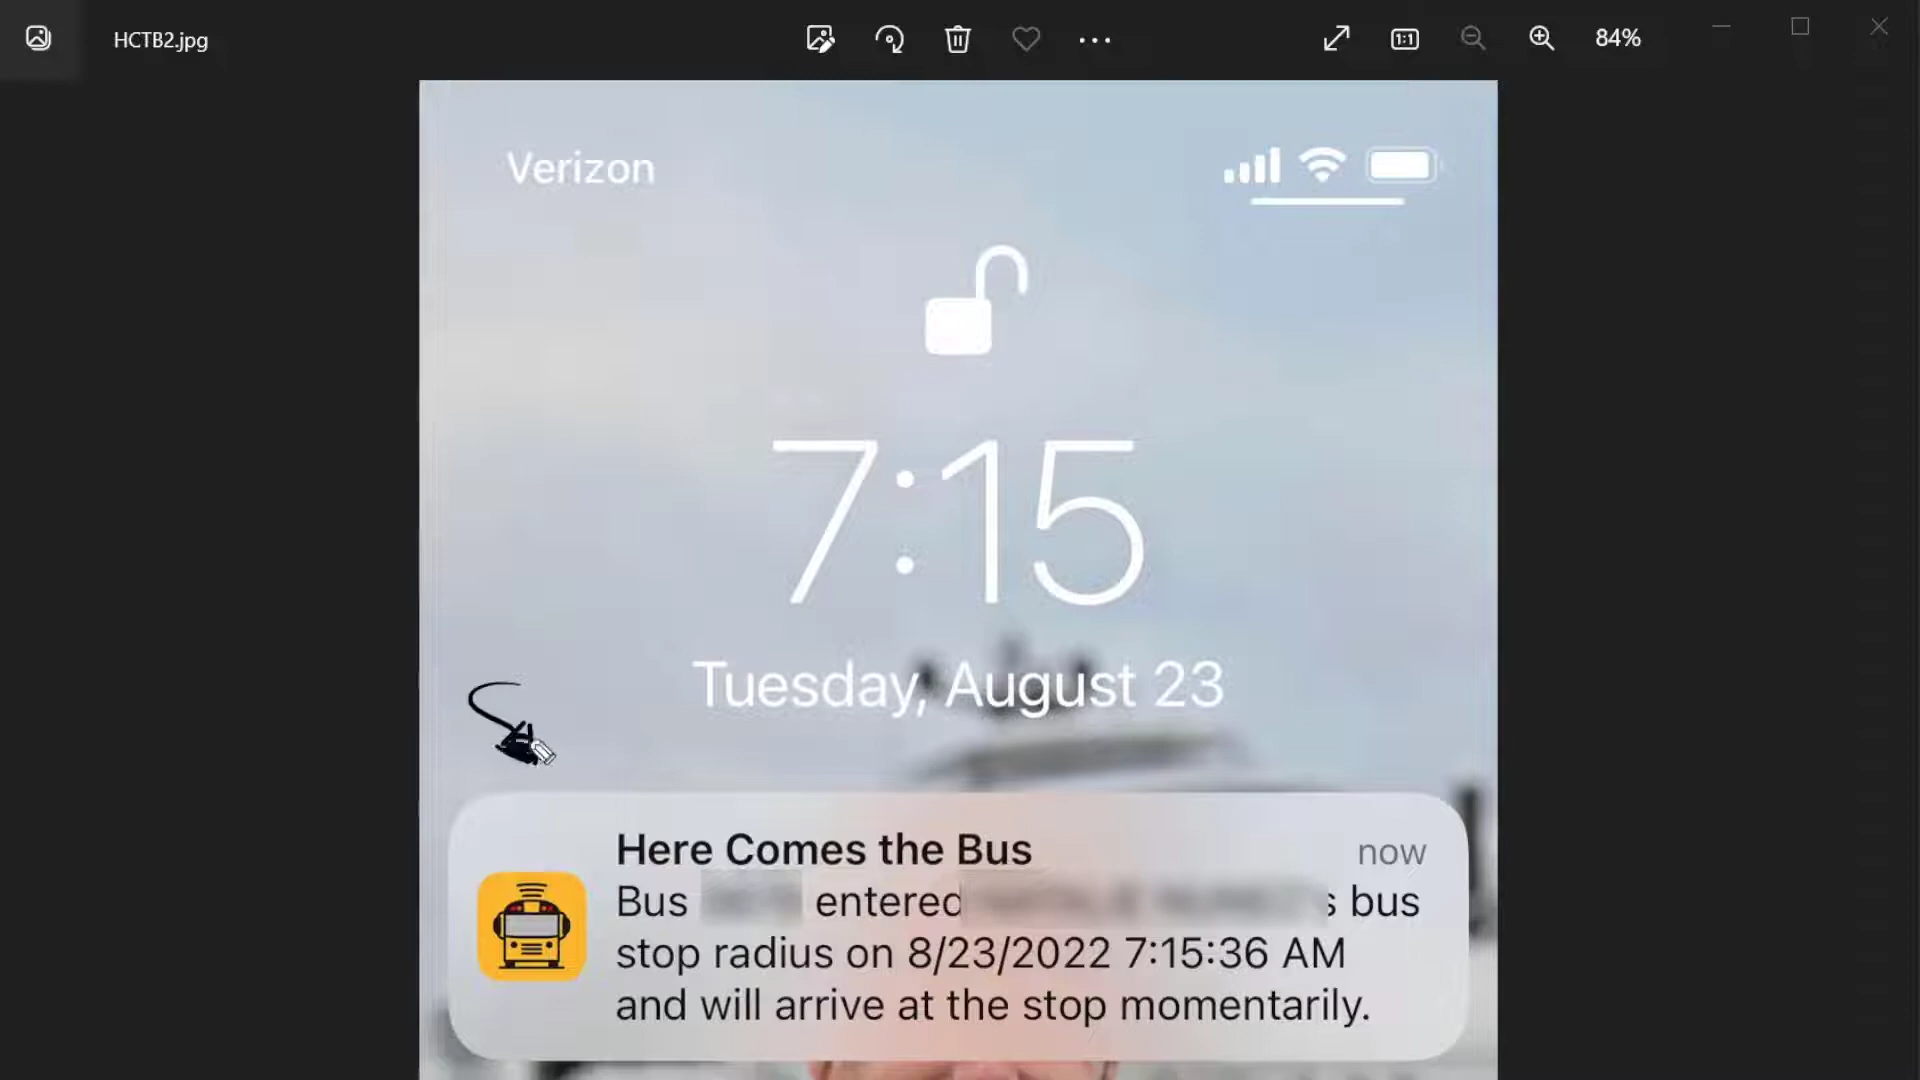 HCTB2.jpg
84%
Verizon
7:15
Tuesday, August 23
Here Comes the Bus
now
Bus entered s bus
stop radius on 8/23/2022 7:15:36 AM
and will arrive at the stop momentarily.